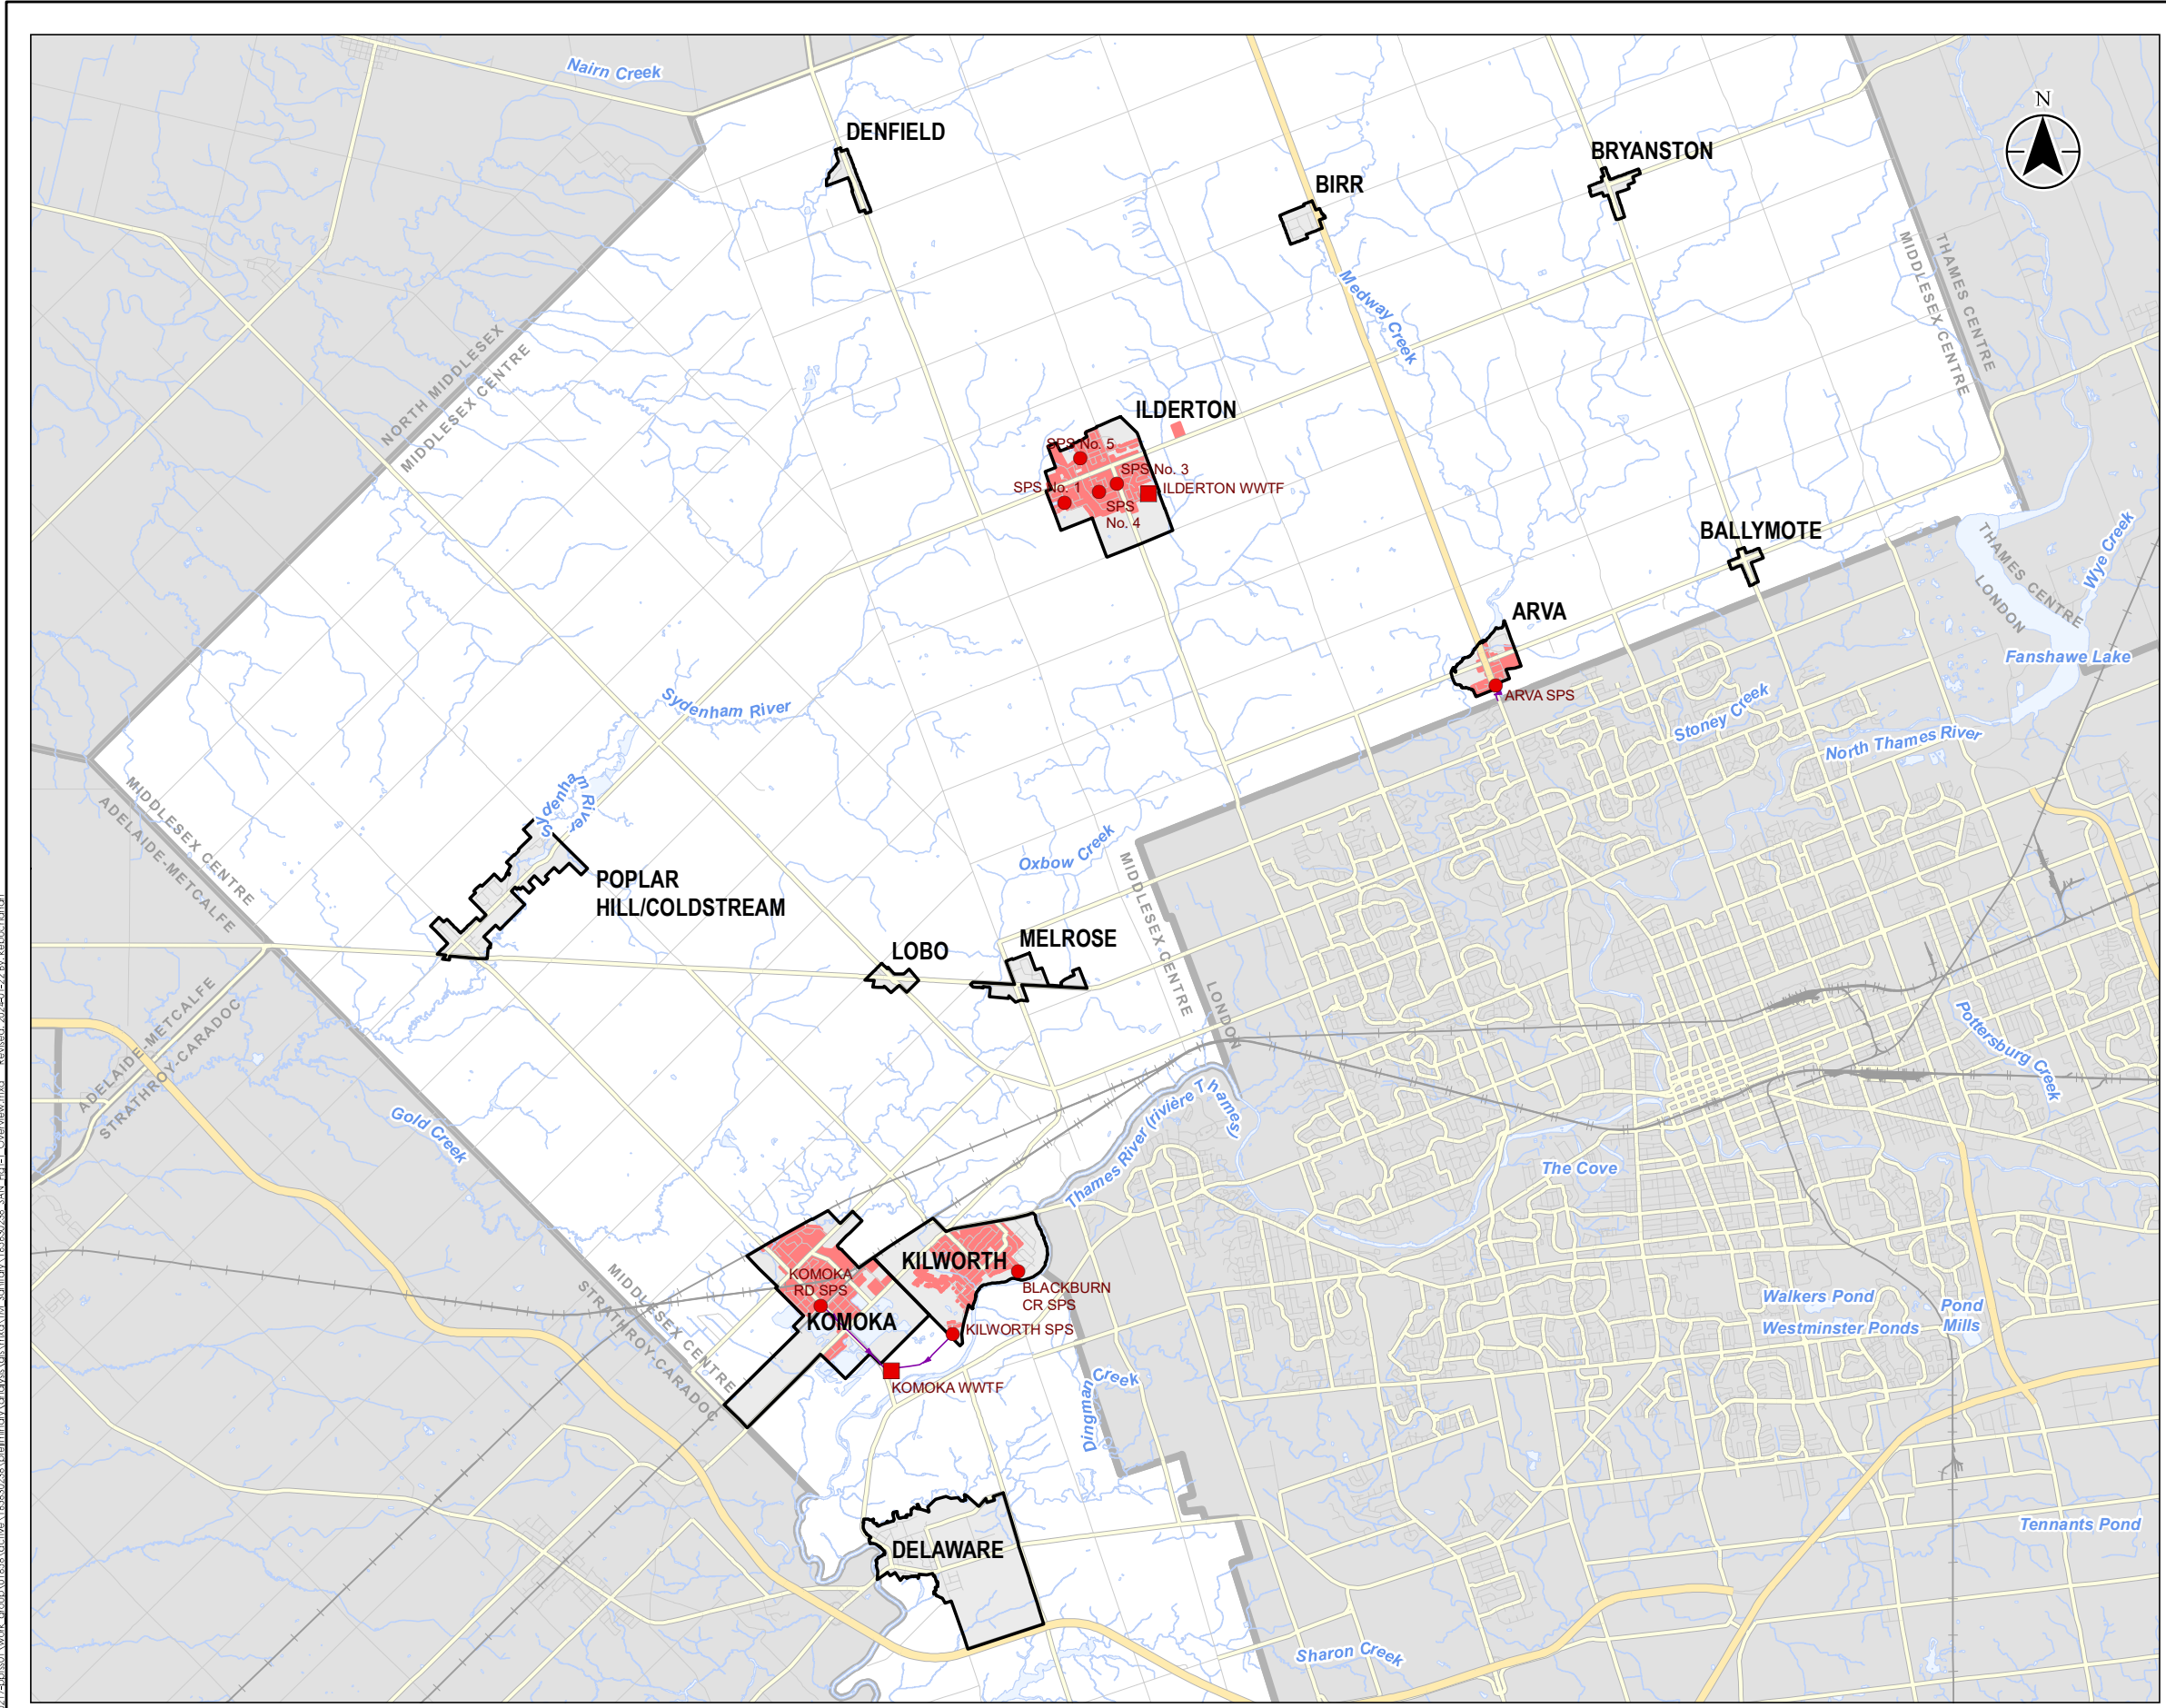 Nairn Creek
N
DENFIELD
BRYANSTON
BIRR
THAMES CENTRE
MIDDLESEX CENTRE
Medway Creek
NORTH MIDDLESEX
MIDDLESEX CENTRE
ILDERTON
SPS No. 5
SPS No. 3
SPS No. 1
ILDERTON WWTF
SPS
No. 4
BALLYMOTE
THAMES CENTRE
LONDON
Wye Creek
ARVA
Fanshawe Lake
ARVA SPS
Sydenham River
Stoney Creek
North Thames River
Sydenha
m River
MIDDLESEX CENTRE
ADELAIDE-METCALFE
Oxbow Creek
POPLAR
HILL/COLDSTREAM
MIDDLESEX CENTRE
LONDON
LOBO
MELROSE
ADELAIDE-METCALFE
STRATHROY-CARADOC
Pottersburg Creek
Gold Creek
Thames River (rivière Thames)
The Cove
KILWORTH
KOMOKA
RD SPS
BLACKBURN
CR SPS
KOMOKA
KILWORTH SPS
MIDDLESEX CENTRE
STRATHROY-CARADOC
Walkers Pond
Westminster Ponds
Pond
Mills
KOMOKA WWTF
Dingman Creek
DELAWARE
Tennants Pond
Sharon Creek